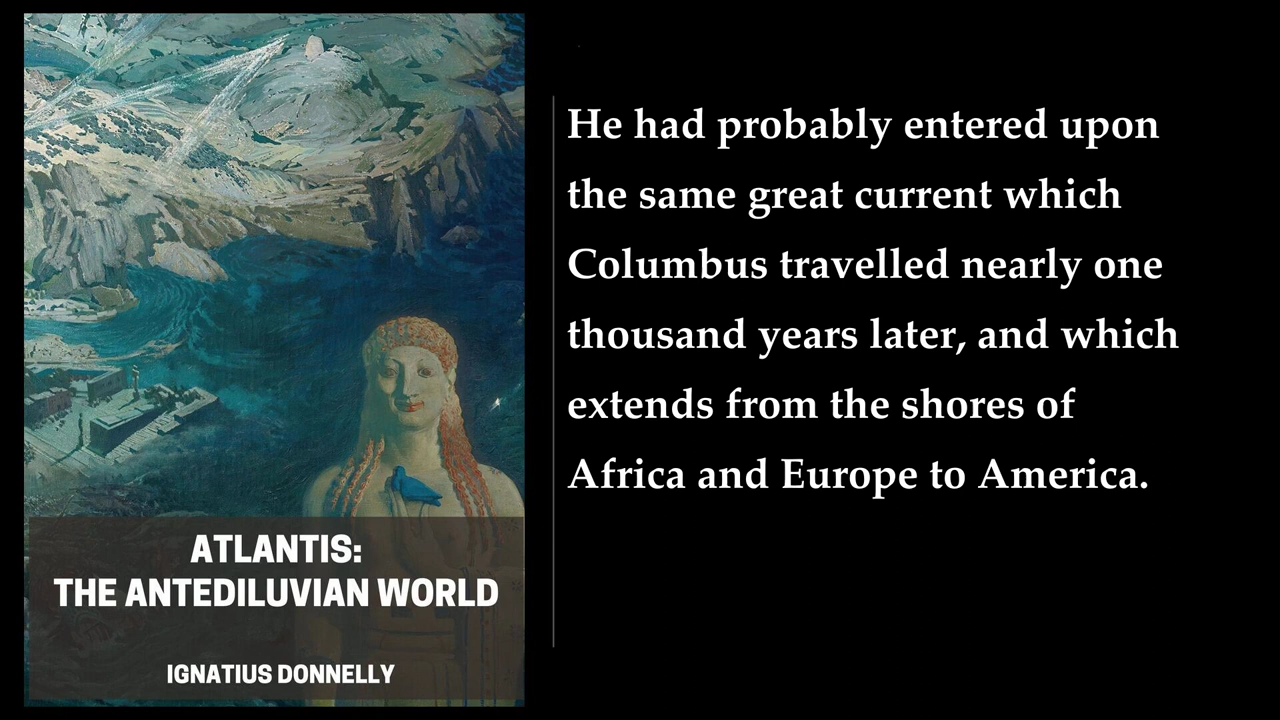 He had probably entered upon
the same great current which
Columbus travelled nearly one
thousand years later, and which
extends from the shores of
Africa and Europe to America.
ATLANTIS:
THE ANTEDILUVIAN WORLD
IGNATIUS DONNELLY